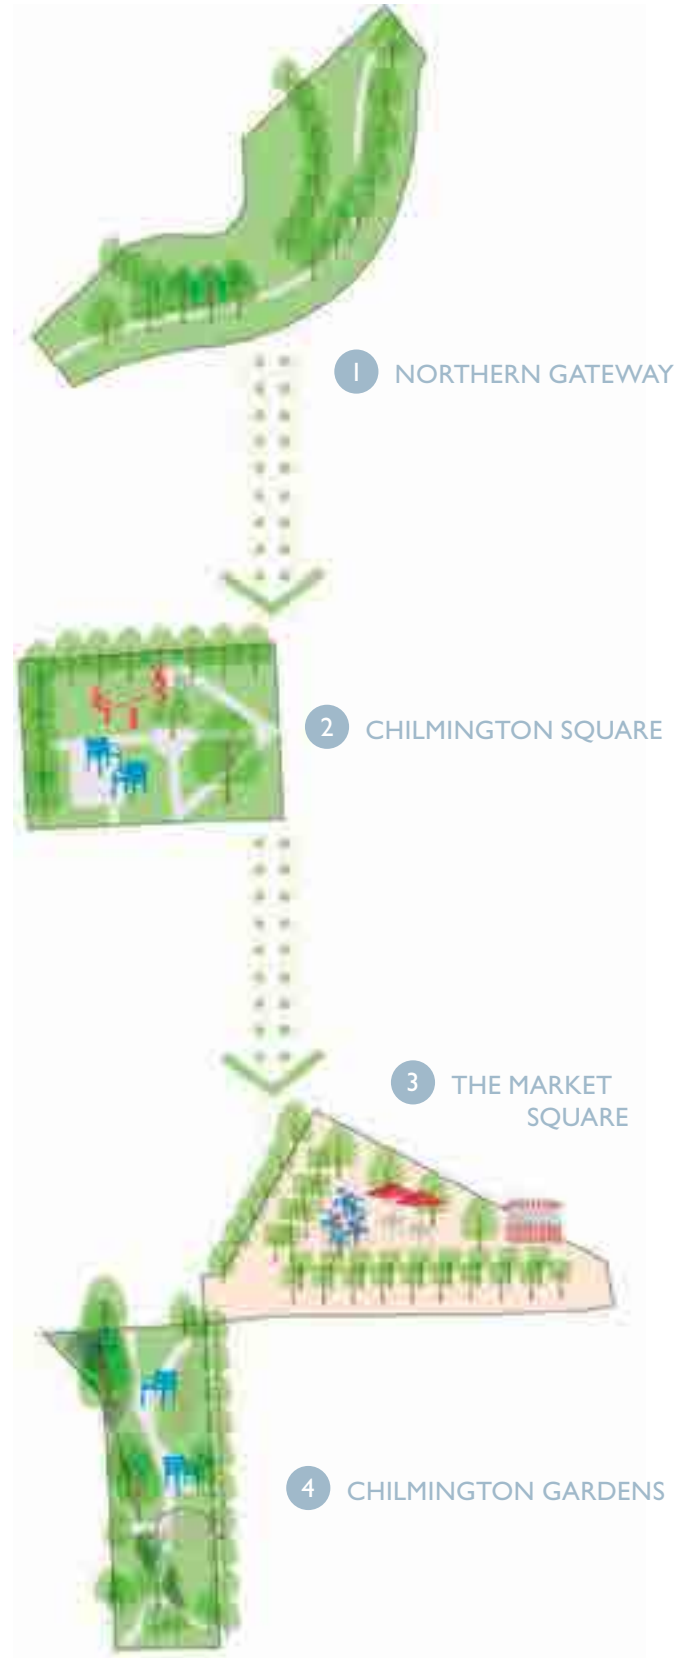 1 NORTHERN GATEWAY
2 CHILMINGTON SQUARE
3 THE MARKET
SQUARE
4 CHILMINGTON GARDENS